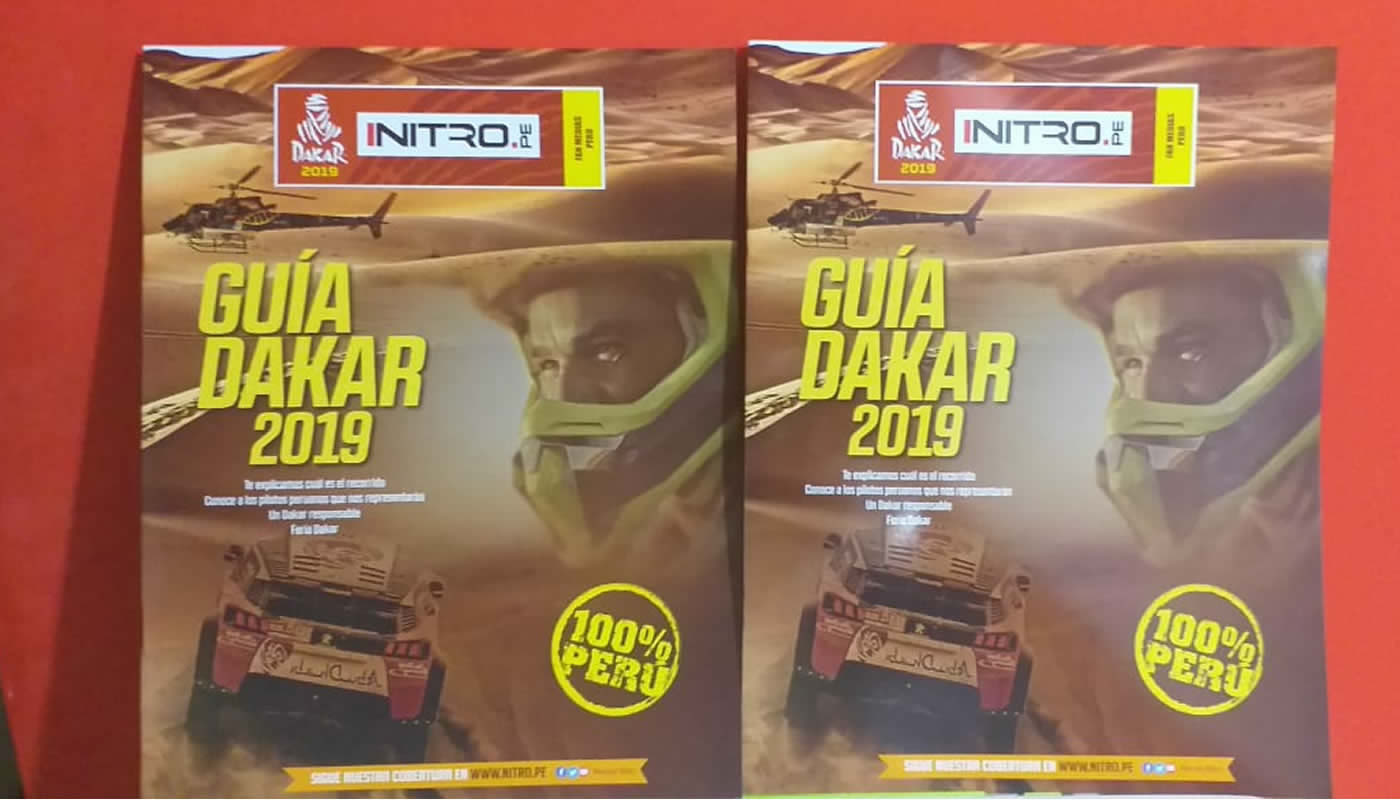 DAKAR
2019
NITRO.PE
FAN MEDIAS
PERÚ
GUÍA
DAKAR
2019
Te explicamos cuál es el recorrido
Conoce a los pilotos peruanos que nos representarán
Un Dakar responsable
Feria Dakar
100%
PERÚ
SIGUE NUESTRA COBERTURA EN WWW.NITRO.PE
DAKAR
2019
NITRO.PE
FAN MEDIAS
PERÚ
GUÍA
DAKAR
2019
Te explicamos cuál es el recorrido
Conoce a los pilotos peruanos que nos representarán
Un Dakar responsable
Feria Dakar
100%
PERÚ
SIGUE NUESTRA COBERTURA EN WWW.NITRO.PE